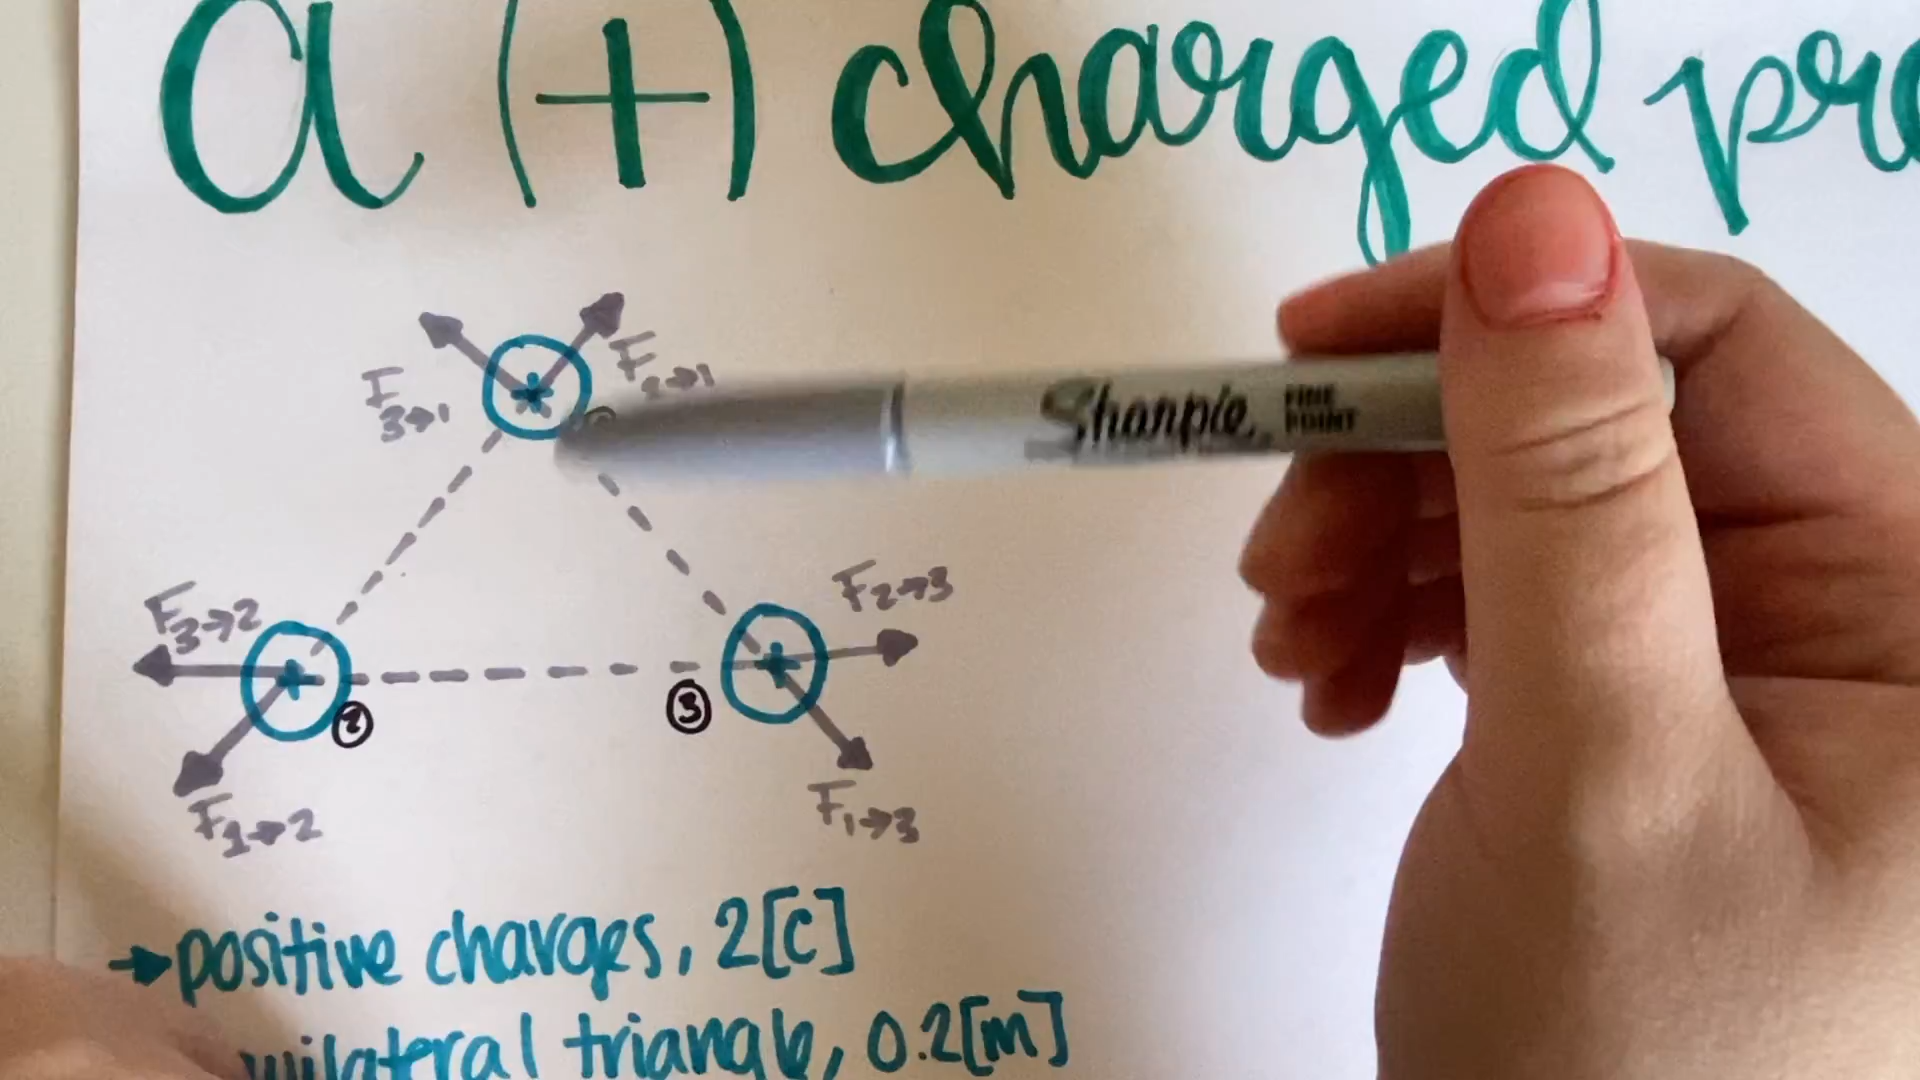 a (+) charged
F2→1
F3→1
Sharpie. FINE POINT
F2→3
F3→2
3
2
F1→3
F1→2
→positive charges, 2[C]
triangle, 0.2[m]